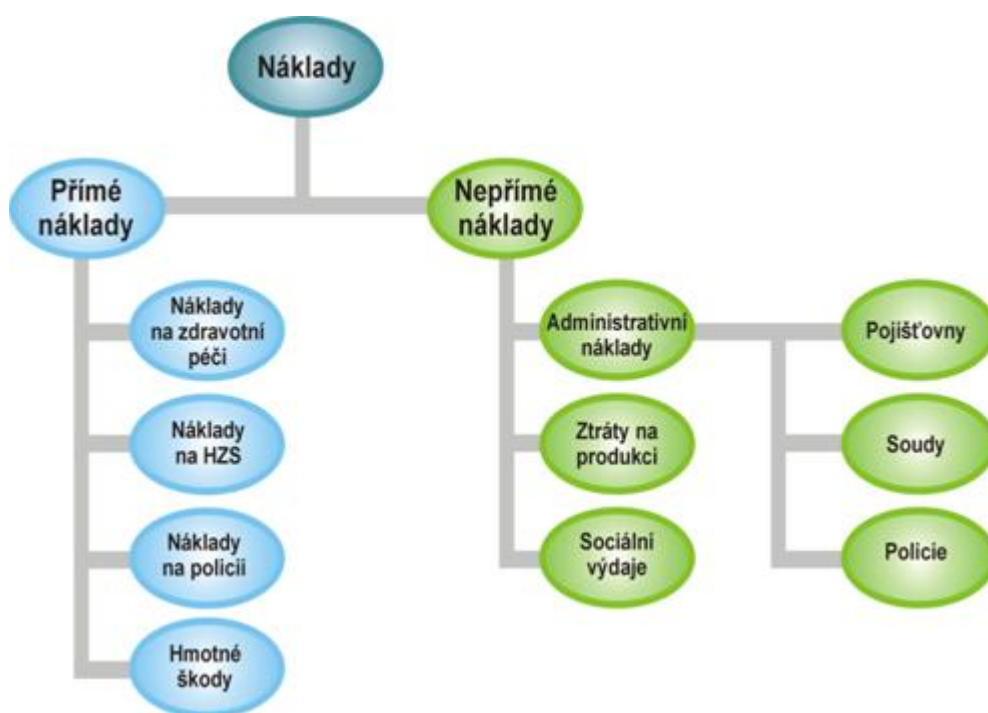 Náklady
Přímé
náklady
Nepřímé
náklady
Náklady
na zdravotní
péči
Náklady
na HZS
Náklady
na policii
Hmotné
škody
Administrativní
náklady
Ztráty na
produkci
Sociální
výdaje
Pojišťovny
Soudy
Policie